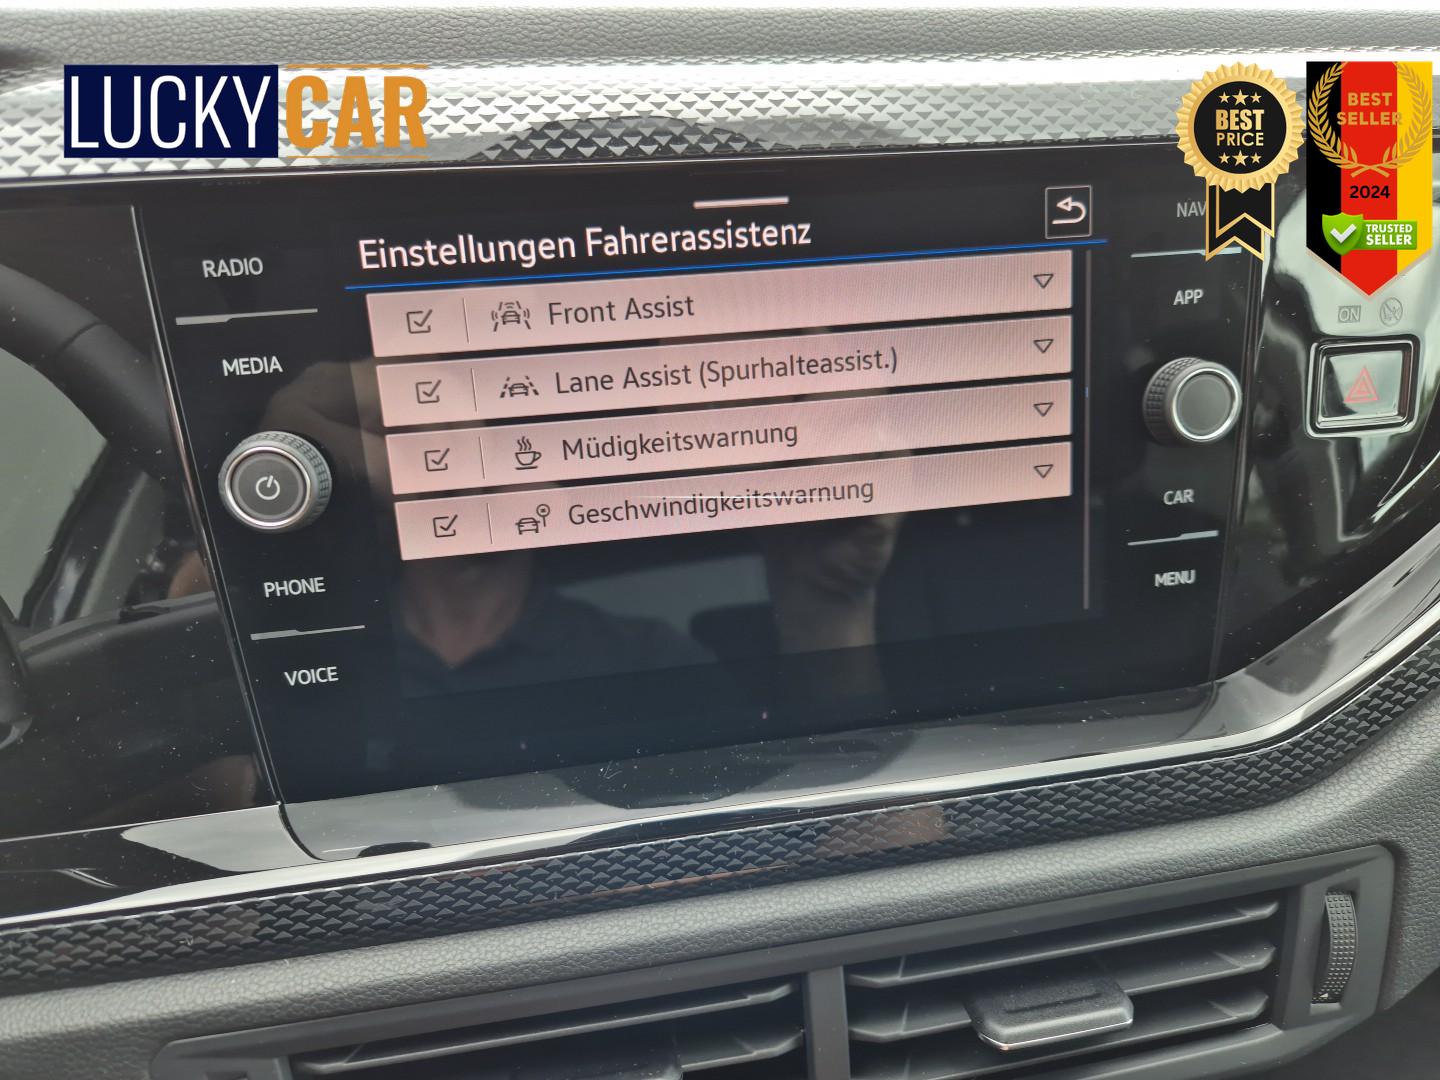 LUCKYCAR
BEST
PRICE
BEST
SELLER
2024
TRUSTED
SELLER
RADIO
MEDIA
PHONE
VOICE
Einstellungen Fahrerassistenz
Front Assist
Lane Assist (Spurhalteassist.)
Müdigkeitswarnung
Geschwindigkeitswarnung
NAV
APP
CAR
MENU
ON